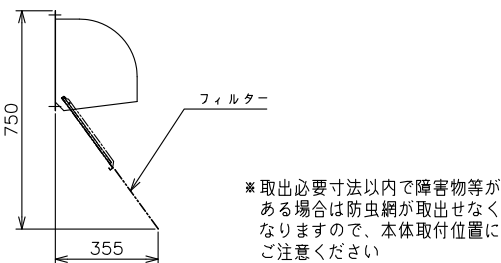 フィルター
750
※取出必要寸法以内で障害物等が
ある場合は防虫網が取出せなく
なりますので、本体取付位置に
ご注意ください
355